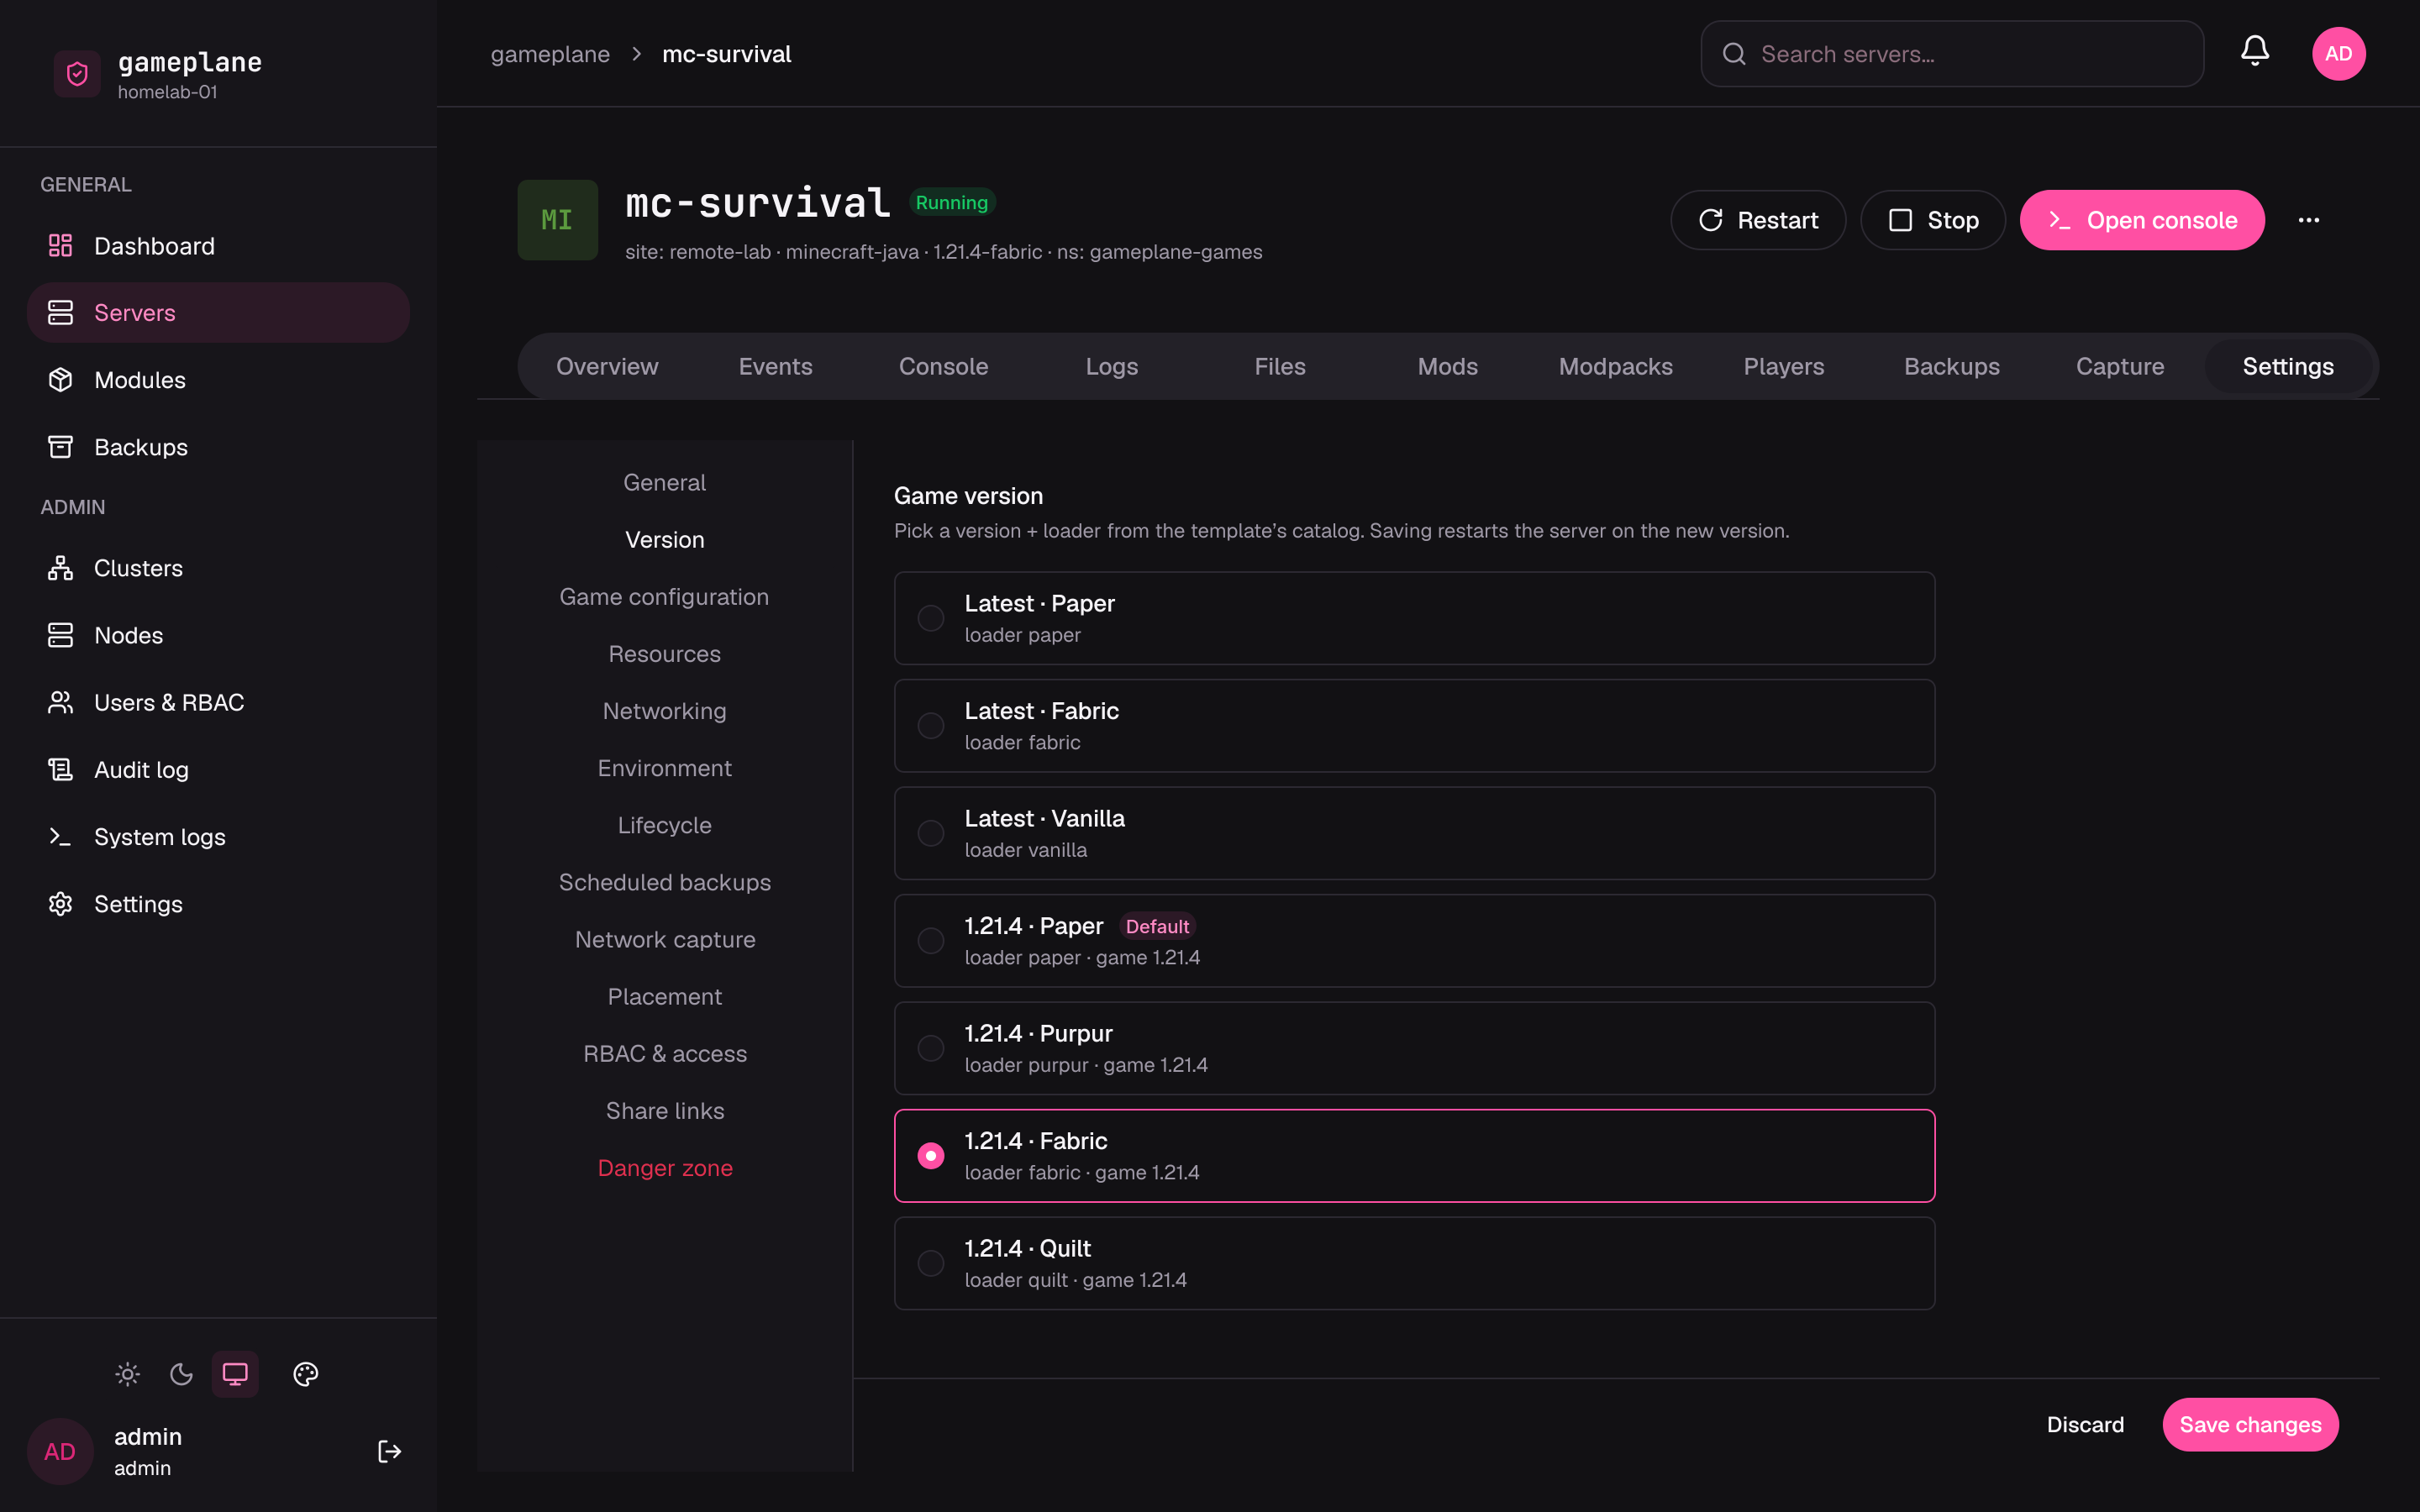 gameplane
homelab-01
GENERAL
Dashboard
Servers
Modules
Backups
ADMIN
Clusters
Nodes
Users & RBAC
Audit log
System logs
Settings
AD
admin
admin
gameplane > mc-survival
Search servers...
AD
MI
mc-survival
Running
site: remote-lab · minecraft-java · 1.21.4-fabric · ns: gameplane-games
Restart
Stop
Open console
Overview
Events
Console
Logs
Files
Mods
Modpacks
Players
Backups
Capture
Settings
General
Version
Game configuration
Resources
Networking
Environment
Lifecycle
Scheduled backups
Network capture
Placement
RBAC & access
Share links
Danger zone
Game version
Pick a version + loader from the template’s catalog. Saving restarts the server on the new version.
Latest · Paper
loader paper
Latest · Fabric
loader fabric
Latest · Vanilla
loader vanilla
1.21.4 · Paper Default
loader paper · game 1.21.4
1.21.4 · Purpur
loader purpur · game 1.21.4
1.21.4 · Fabric
loader fabric · game 1.21.4
1.21.4 · Quilt
loader quilt · game 1.21.4
Discard
Save changes